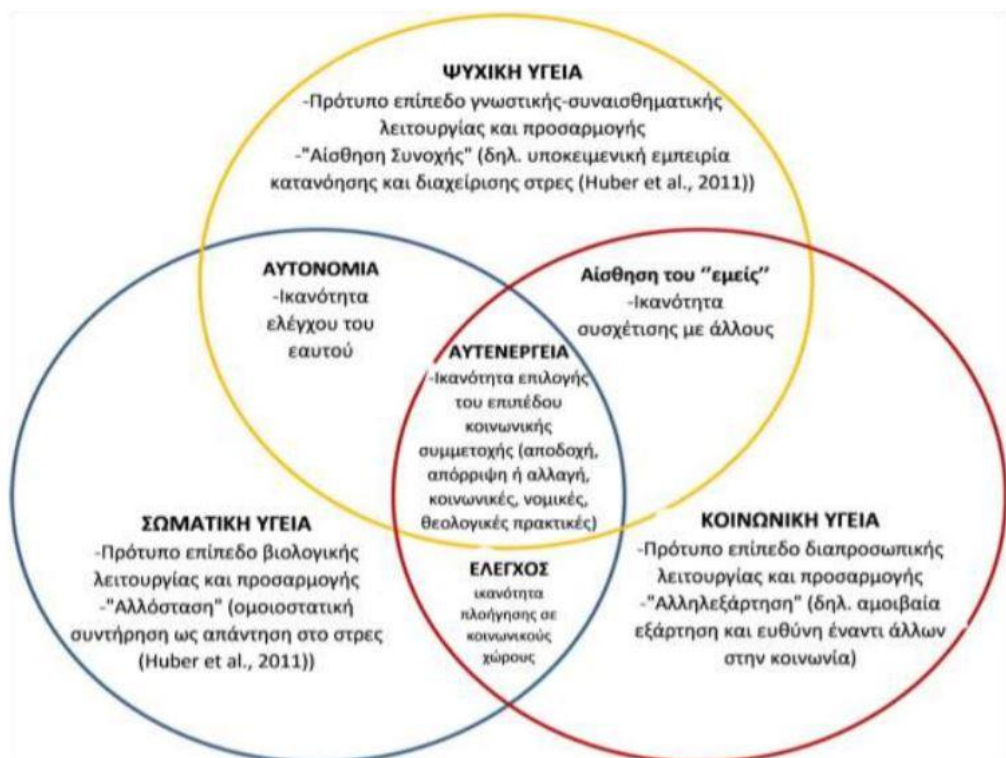 ΨΥΧΙΚΗ ΥΓΕΙΑ
-Πρότυπο επίπεδο γνωστικής-συναισθηματικής
λειτουργίας και προσαρμογής
-"Αίσθηση Συνοχής" (δηλ. υποκειμενική εμπειρία
κατανόησης και διαχείρισης στρες (Huber et al., 2011))
ΑΥΤΟΝΟΜΙΑ
-Ικανότητα
ελέγχου του
εαυτού
Αίσθηση του ‘’εμείς’’
-Ικανότητα
συσχέτισης με άλλους
ΑΥΤΕΝΕΡΓΕΙΑ
-Ικανότητα επιλογής
του επιπέδου
κοινωνικής
συμμετοχής (αποδοχή,
απόρριψη ή αλλαγή,
κοινωνικές, νομικές,
θεολογικές πρακτικές)
ΣΩΜΑΤΙΚΗ ΥΓΕΙΑ
-Πρότυπο επίπεδο βιολογικής
λειτουργίας και προσαρμογής
-"Αλλόσταση" (ομοιοστατική
συντήρηση ως απάντηση στο στρες
(Huber et al., 2011))
ΕΛΕΓΧΟΣ
ικανότητα
πλοήγησης σε
κοινωνικούς
χώρους
ΚΟΙΝΩΝΙΚΗ ΥΓΕΙΑ
-Πρότυπο επίπεδο διαπροσωπικής
λειτουργίας και προσαρμογής
-"Αλληλεξάρτηση" (δηλ. αμοιβαία
εξάρτηση και ευθύνη έναντι άλλων
στην κοινωνία)